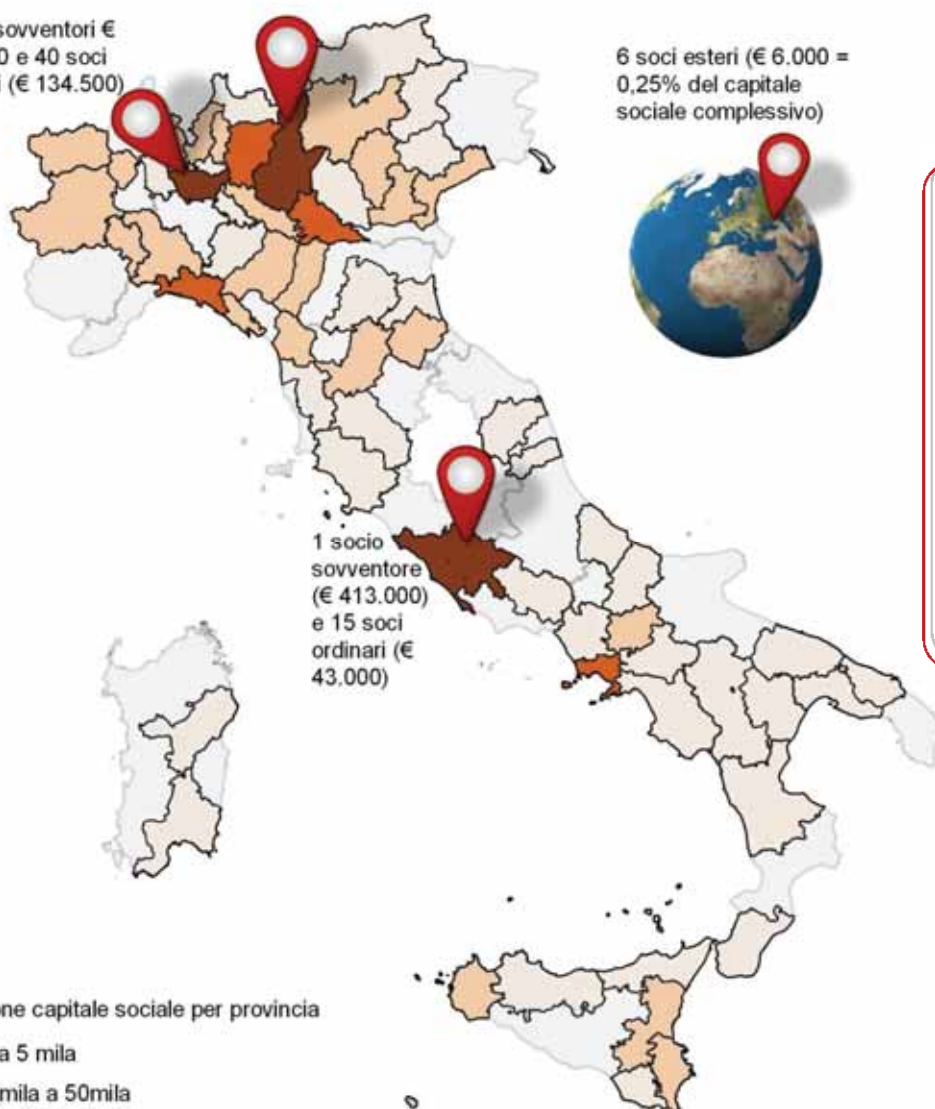 sovventori €
0 e 40 soci
i (€ 134.500)
6 soci esteri (€ 6.000 =
0,25% del capitale
sociale complessivo)
1 socio
sovventore
(€ 413.000)
e 15 soci
ordinari (€
43.000)
one capitale sociale per provincia
a 5 mila
mila a 50mila